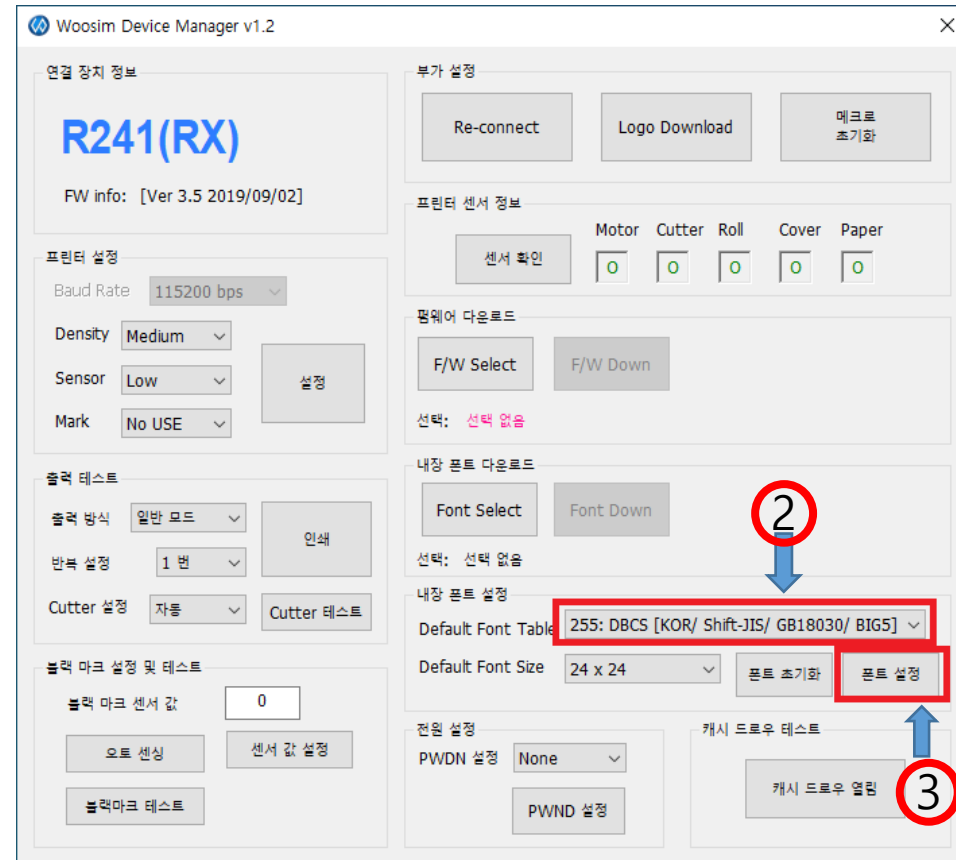 Woosim Device Manager v1.2
연결 장치 정보
R241(RX)
FW info: [Ver 3.5 2019/09/02]
프린터 설정
Baud Rate 115200 bps
Density Medium
Sensor Low
Mark No USE
설정
출력 테스트
출력 방식 일반 모드
반복 설정 1 번
인쇄
Cutter 설정 자동 Cutter 테스트
블랙 마크 설정 및 테스트
블랙 마크 센서 값 0
오토 센싱 센서 값 설정
블랙마크 테스트
부가 설정
Re-connect Logo Download 메크로
초기화
프린터 센서 정보
Motor Cutter Roll Cover Paper
센서 확인 O O O O O
펌웨어 다운로드
F/W Select F/W Down
선택: 선택 없음
내장 폰트 다운로드
Font Select Font Down
2
선택: 선택 없음
내장 폰트 설정
Default Font Table 255: DBCS [KOR/ Shift-JIS/ GB18030/ BIG5]
Default Font Size 24 x 24 폰트 초기화 폰트 설정
전원 설정
PWDN 설정 None
PWND 설정
캐시 드로우 테스트
캐시 드로우 열림
3